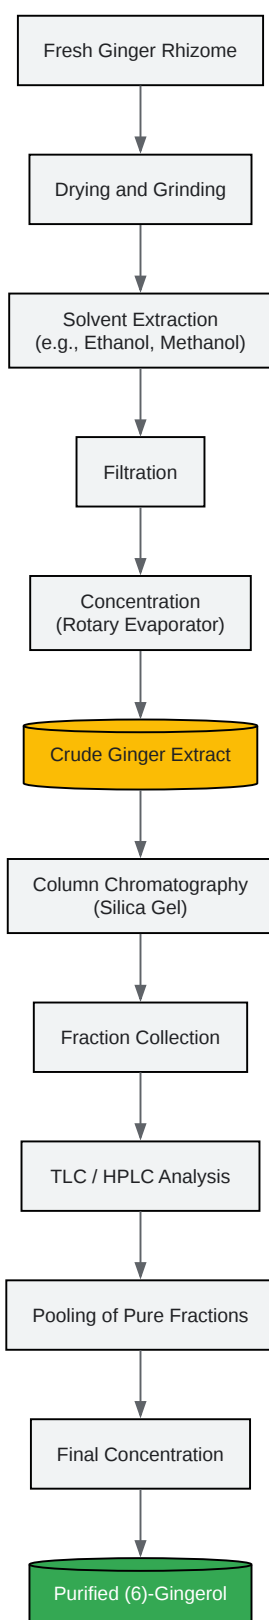 Fresh Ginger Rhizome
Drying and Grinding
Solvent Extraction
(e.g., Ethanol, Methanol)
Filtration
Concentration
(Rotary Evaporator)
Crude Ginger Extract
Column Chromatography
(Silica Gel)
Fraction Collection
TLC / HPLC Analysis
Pooling of Pure Fractions
Final Concentration
Purified (6)-Gingerol